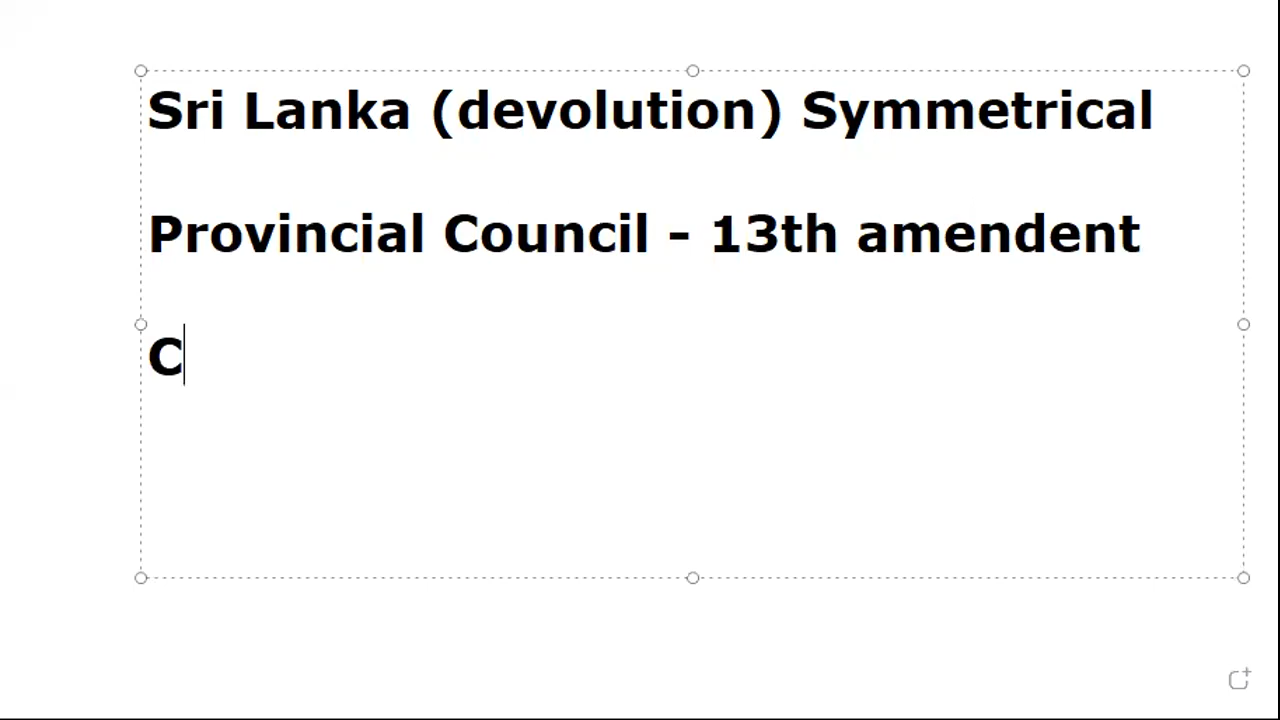 Sri Lanka (devolution) Symmetrical
Provincial Council - 13th amendent
C